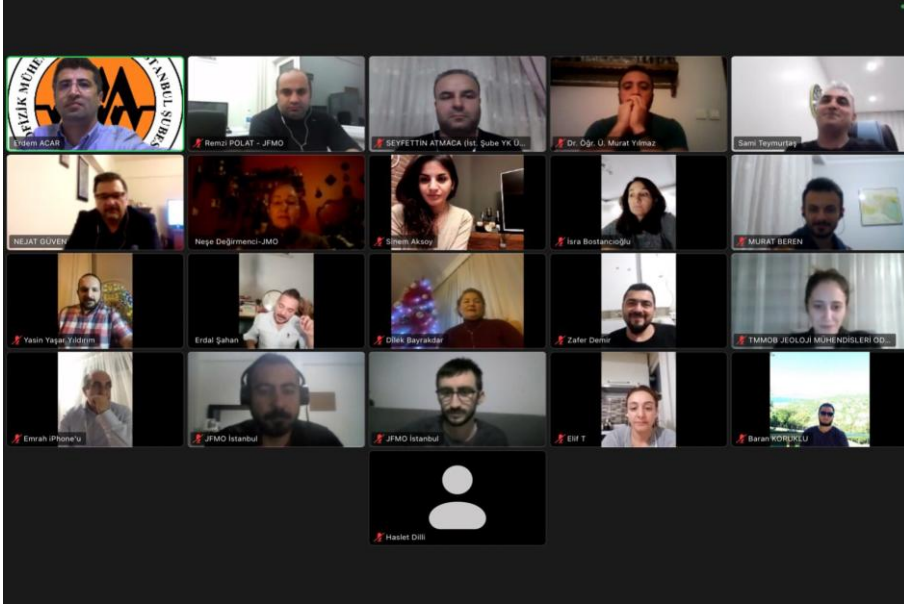 FİZİK MÜHE
STANBUL ŞUBES
Erdem ACAR
Remzi POLAT - JFMO
SEYFETTİN ATMACA (İst. Şube YK Ü...
Dr. Öğr. Ü. Murat Yılmaz
Sami Teymurtaş
NEJAT GÜVEN
Neşe Değirmenci-JMO
Sinem Aksoy
İsra Bostancıoğlu
MURAT BEREN
Yasin Yaşar Yıldırım
Erdal Şahan
Dilek Bayrakdar
Zafer Demir
TMMOB JEOLOJİ MÜHENDİSLERİ OD...
Emrah iPhone'u
JFMO İstanbul
JFMO İstanbul
Elif T
Baran KORUKLU
Haslet Dilli